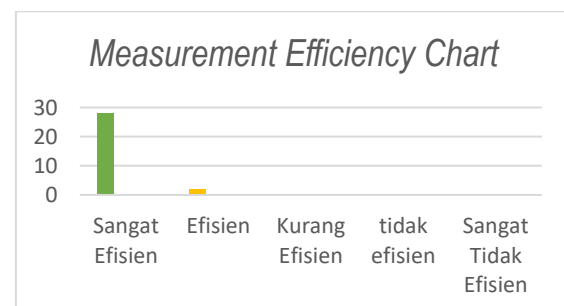 Measurement Efficiency Chart
30
20
10
0
Sangat Efisien
Efisien
Kurang Efisien
tidak efisien
Sangat Tidak Efisien